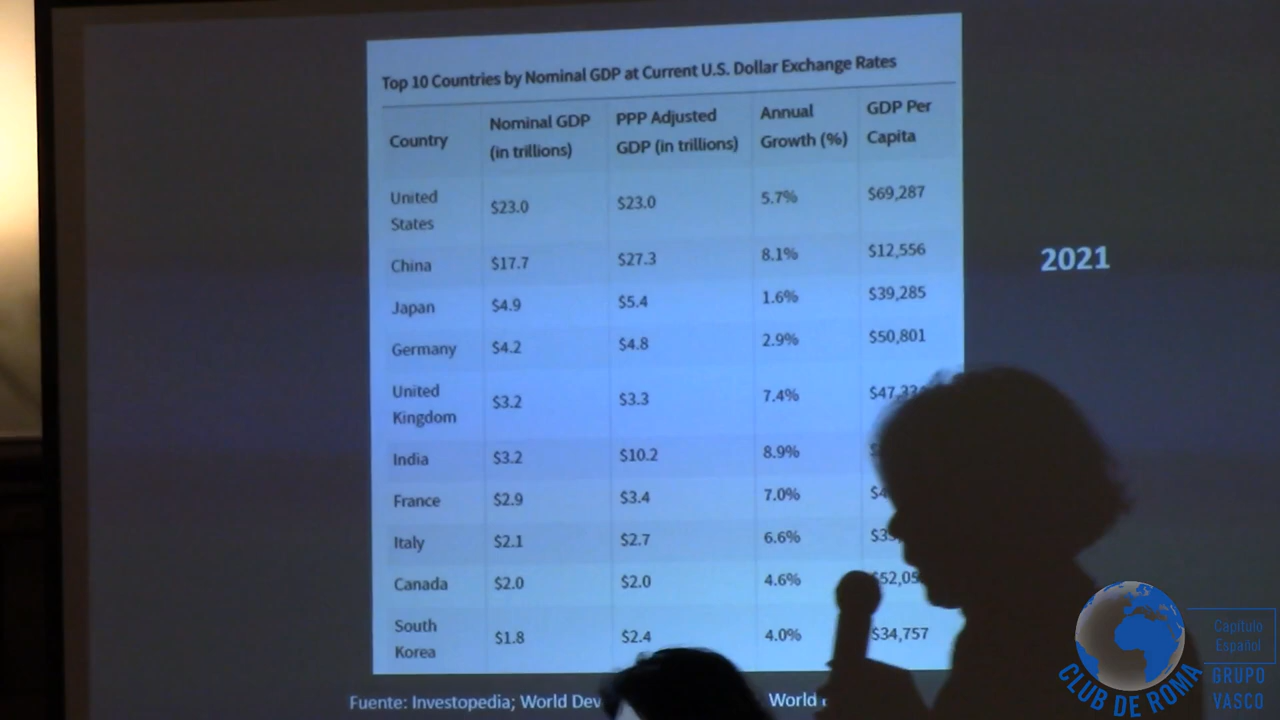 Top 10 Countries by Nominal GDP at Current U.S. Dollar Exchange Rates
Country Nominal GDP (in trillions) PPP Adjusted GDP (in trillions) Annual Growth (%) GDP Per Capita
United States $23.0 $23.0 5.7% $69,287
China $17.7 $27.3 8.1% $12,556
Japan $4.9 $5.4 1.6% $39,285
Germany $4.2 $4.8 2.9% $50,801
United Kingdom $3.2 $3.3 7.4%
India $3.2 $10.2 8.9%
France $2.9 $3.4 7.0%
Italy $2.1 $2.7 6.6%
Canada $2.0 $2.0 4.6%
South Korea $1.8 $2.4 4.0% $34,757
2021
Fuente: Investopedia; World World
Capítulo
Español
GRUPO
VASCO
CLUB DE ROMA